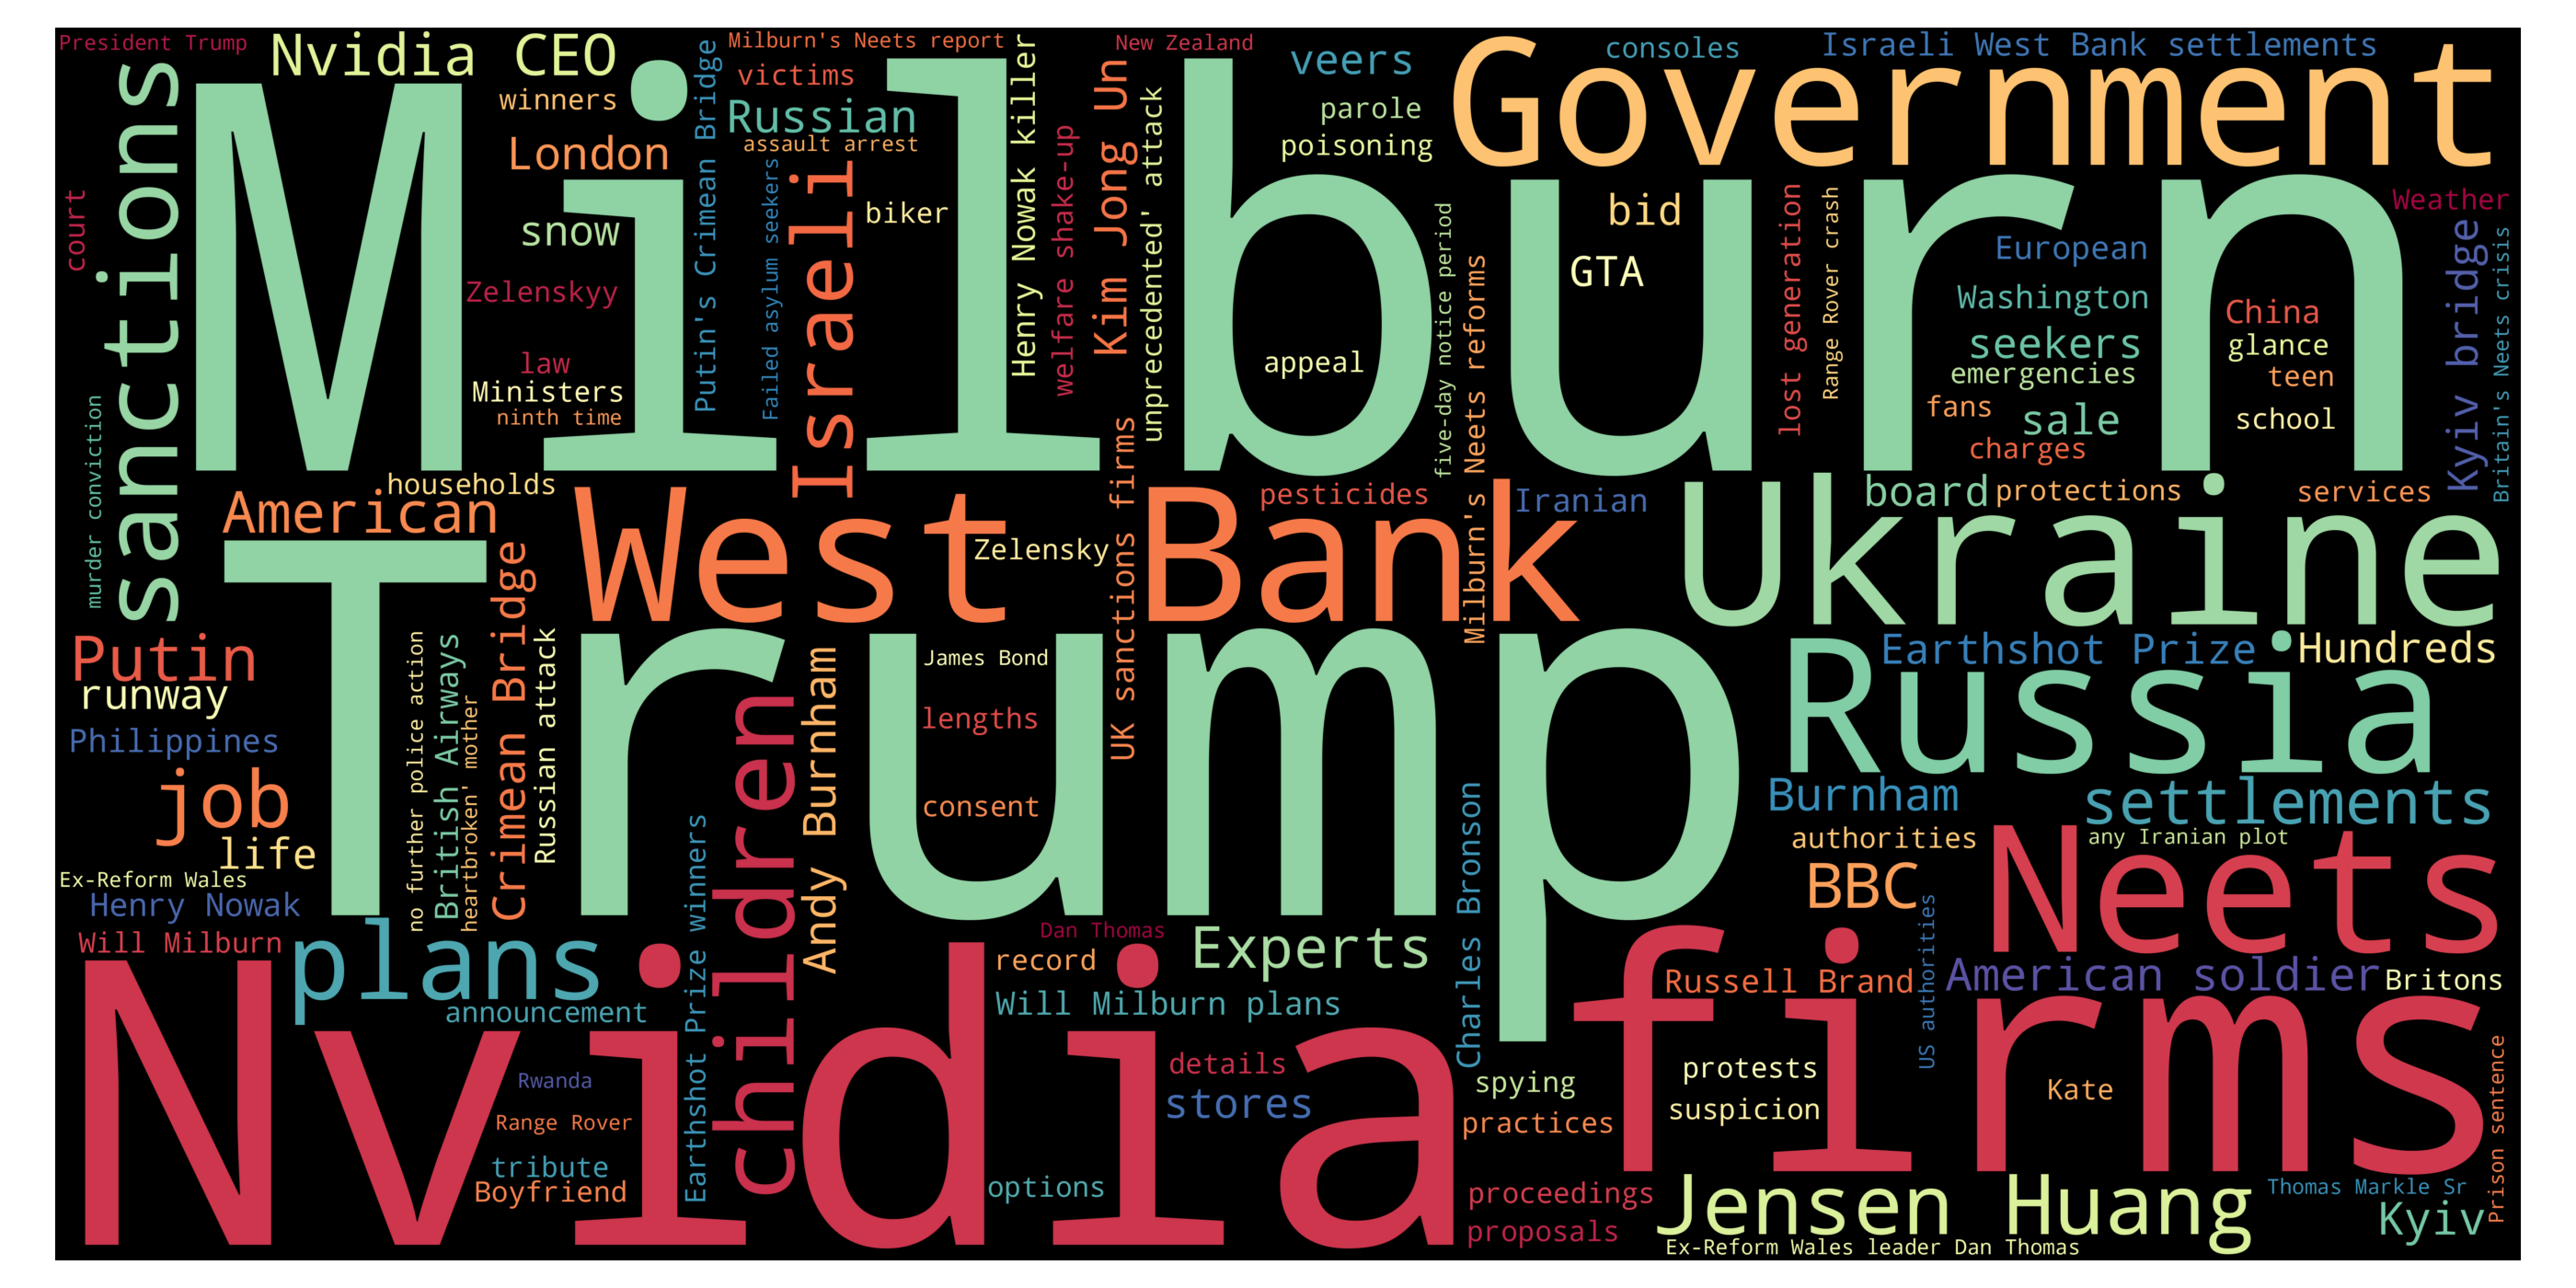 President Trump
Nvidia CEO
Milburn's Neets report
New Zealand
veers
consoles
Israeli West Bank settlements
Government
sanctions
Milburn
winners
London
victims
Russian
assault arrest
parole
poisoning
Putin's Crimean Bridge
Failed asylum seekers
Israeli
biker
Henry Nowak killer
welfare shake-up
Kim Jong Un
unprecedented' attack
five-day notice period
Milburn's Neets reforms
bid
GTA
lost generation
Range Rover crash
European
Weather
Washington
China
seekers
glance
emergencies
teen
fans
sale
school
charges
Kyiv bridge
Britain's Neets crisis
court
snow
Zelenskyy
law
Ministers
ninth time
appeal
murder conviction
households
American
West Bank
Zelensky
UK sanctions firms
pesticides
Iranian
Ukraine
board
protections
services
Trump
Putin
runway
Philippines
job
life
no further police action
British Airways
heartbroken' mother
Crimean Bridge
Russian attack
children
Andy Burnham
James Bond
lengths
consent
Earthshot Prize
Hundreds
Russia
Burnham
settlements
authorities
any Iranian plot
BBC
Neets
Ex-Reform Wales
Henry Nowak
Will Milburn
plans
announcement
Earthshot Prize winners
Dan Thomas
record
Experts
Will Milburn plans
Charles Bronson
Russell Brand
US authorities
American soldier
Britons
Nvidia
firms
Rwanda
Range Rover
tribute
Boyfriend
details
stores
options
spying
practices
protests
suspicion
Kate
Prison sentence
proceedings
proposals
Jensen Huang
Thomas Markle Sr
Kyiv
Ex-Reform Wales leader Dan Thomas